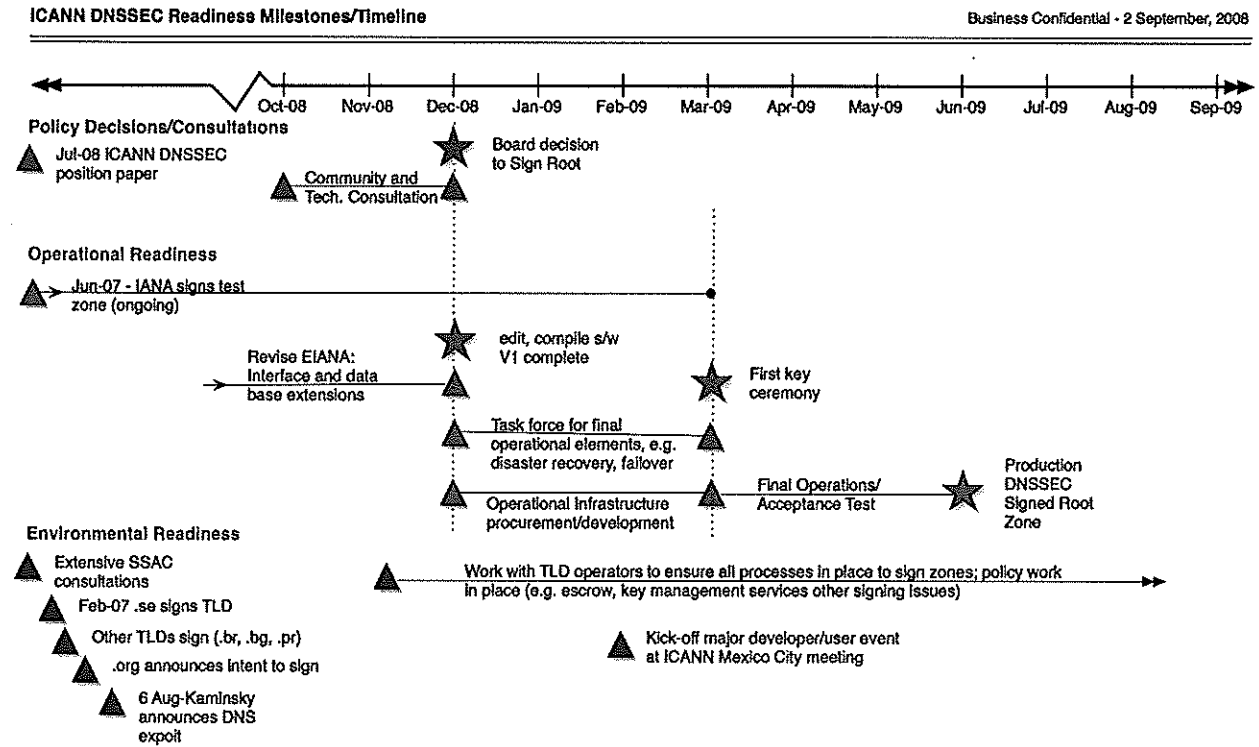 ICANN DNSSEC Readiness Milestones/Timeline
Business Confidential - 2 September, 2008
Oct-08 Nov-08 Dec-08 Jan-09 Feb-09 Mar-09 Apr-09 May-09 Jun-09 Jul-09 Aug-09 Sep-09
Policy Decisions/Consultations
Jul-08 ICANN DNSSEC
position paper
Board decision
to Sign Root
Community and
Tech. Consultation
Operational Readiness
Jun-07 - IANA signs test
zone (ongoing)
edit, compile s/w
V1 complete
Revise EIANA:
Interface and data
base extensions
First key
ceremony
Task force for final
operational elements, e.g.
disaster recovery, failover
Operational Infrastructure
procurement/development
Final Operations/
Acceptance Test
Production
DNSSEC
Signed Root
Zone
Environmental Readiness
Extensive SSAC
consultations
Feb-07 .se signs TLD
Other TLDs sign (.br, .bg, .pr)
.org announces intent to sign
6 Aug-Kaminsky
announces DNS
expoit
Work with TLD operators to ensure all processes in place to sign zones; policy work
in place (e.g. escrow, key management services other signing issues)
Kick-off major developer/user event
at ICANN Mexico City meeting